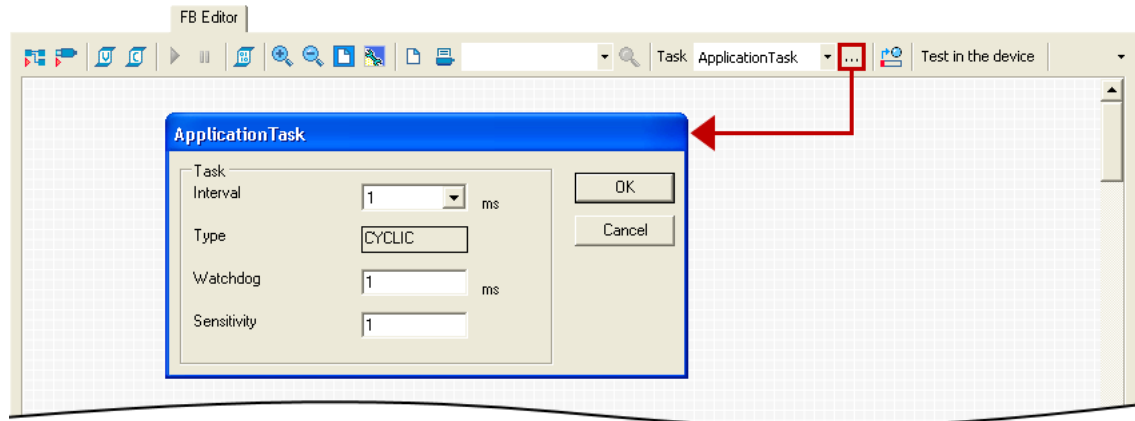 FB Editor
Task ApplicationTask ... Test in the device
ApplicationTask
Task
Interval 1 ms
OK
Type CYCLIC
Cancel
Watchdog 1 ms
Sensitivity 1